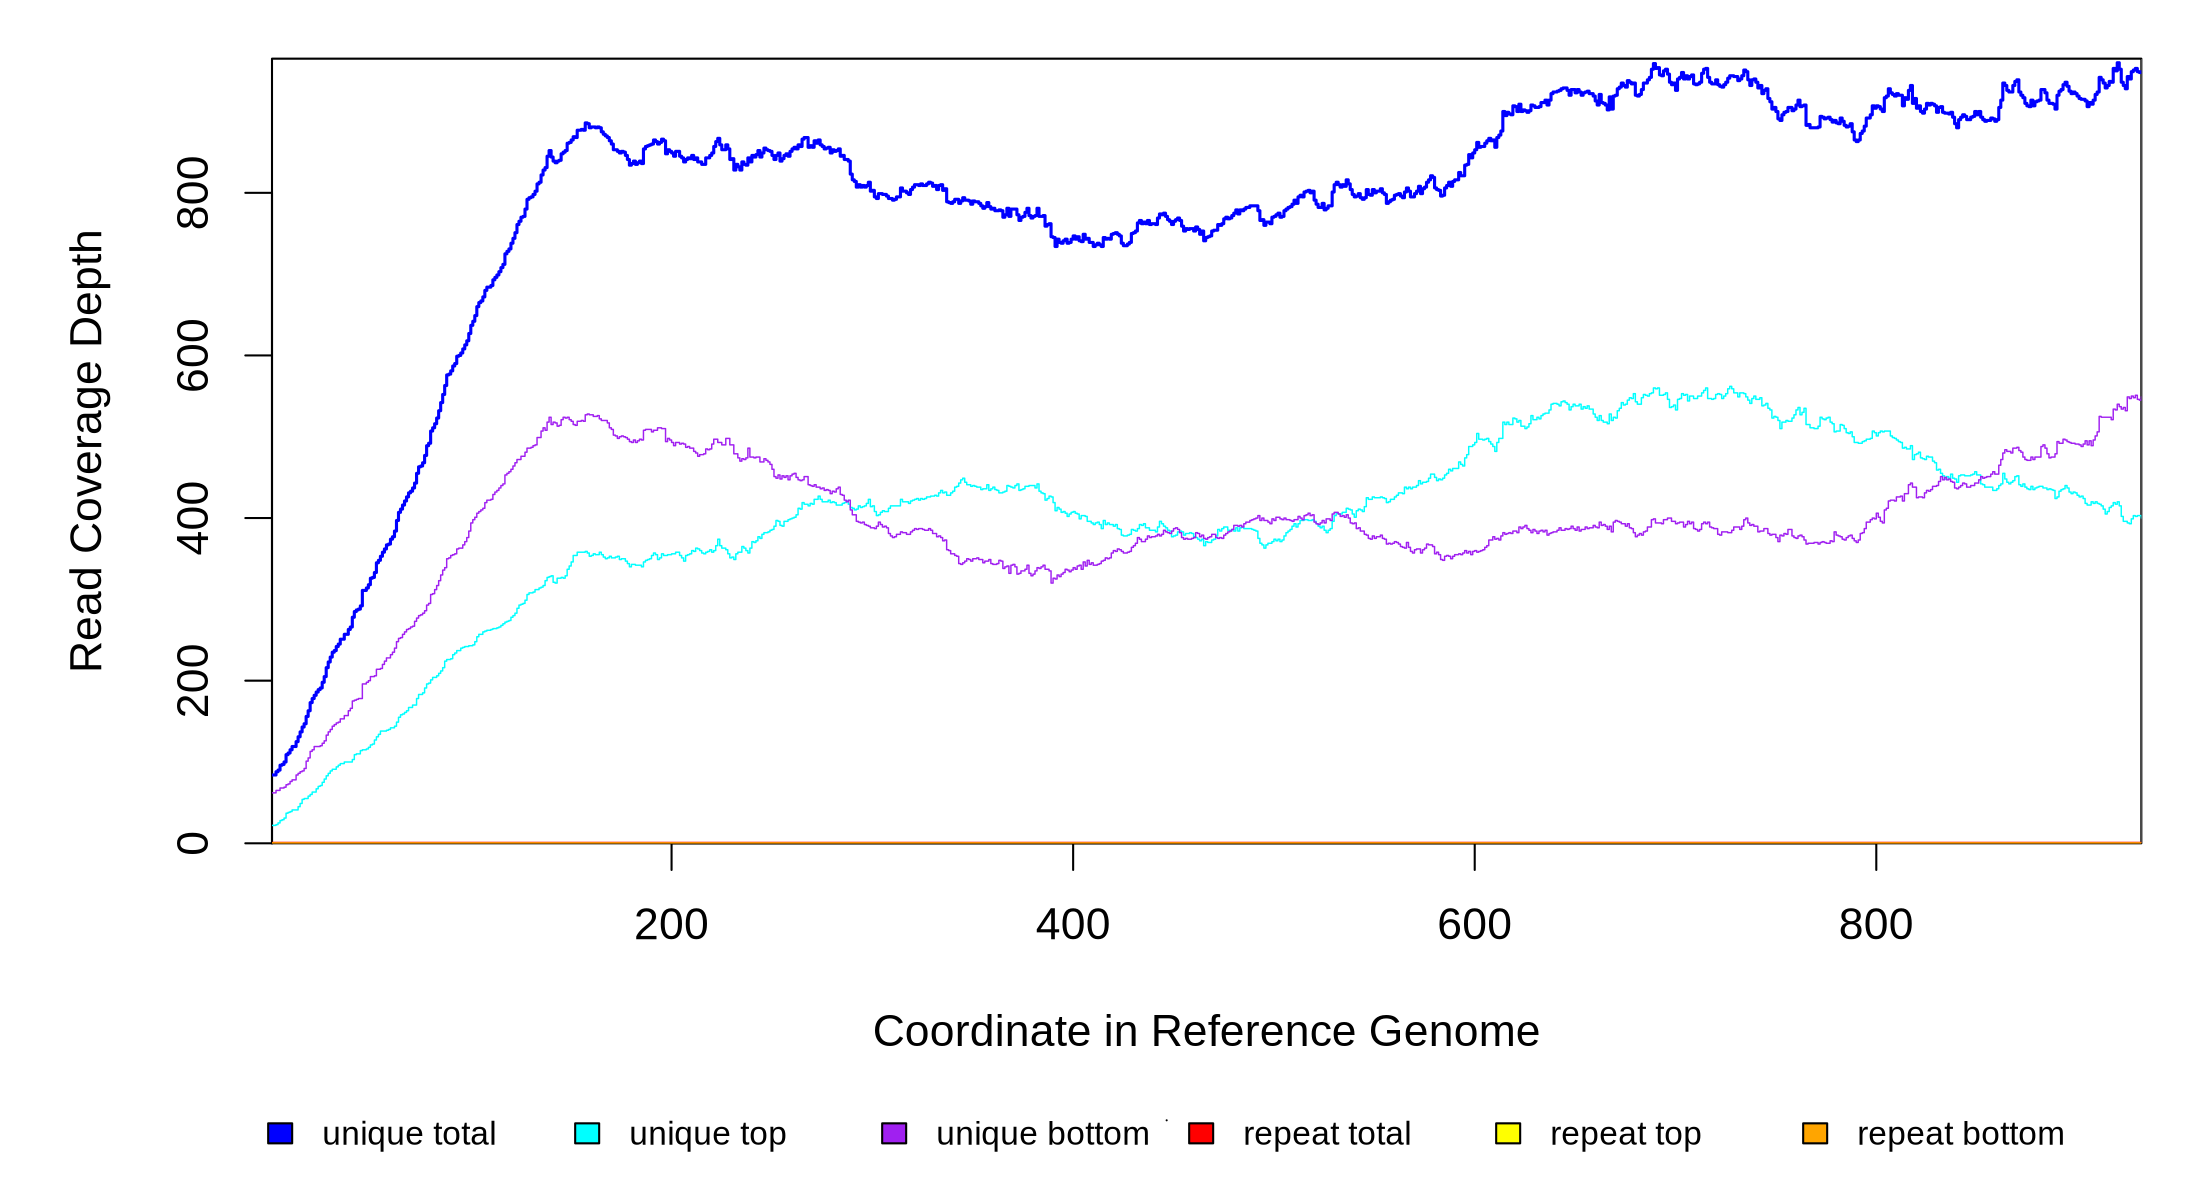 Read Coverage Depth
800
600
400
200
0
200 400 600 800
Coordinate in Reference Genome
unique total unique top unique bottom repeat total repeat top repeat bottom